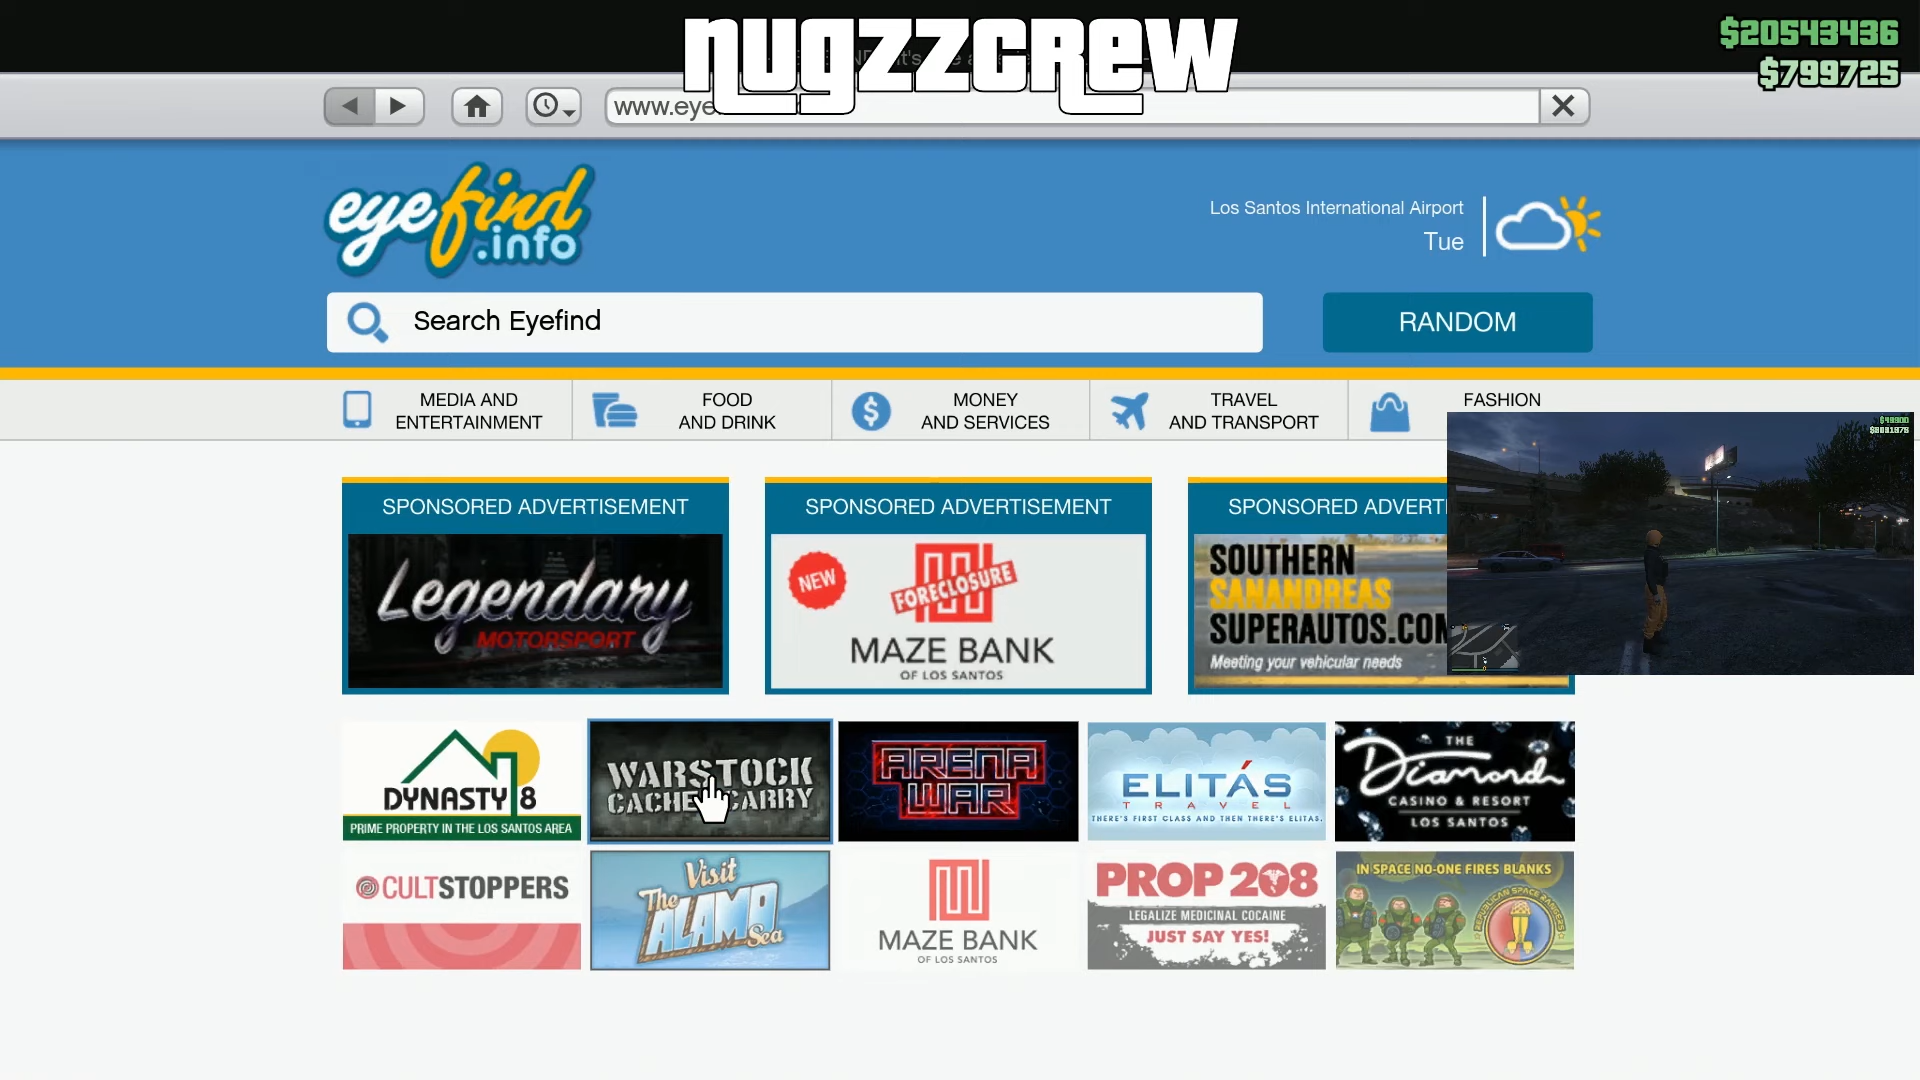 NUGZZCREW
$20543436
$799725
www.eye
eyefind
.info
Los Santos International Airport
Tue
Search Eyefind
RANDOM
MEDIA AND
ENTERTAINMENT
FOOD
AND DRINK
MONEY
AND SERVICES
TRAVEL
AND TRANSPORT
FASHION
SPONSORED ADVERTISEMENT
SPONSORED ADVERTISEMENT
SPONSORED ADVERTI
Legendary
MOTORSPORT
NEW
FORECLOSURE
MAZE BANK
OF LOS SANTOS
SOUTHERN
SANANDREAS
SUPERAUTOS.COM
Meeting your vehicular needs
DYNASTY 8
PRIME PROPERTY IN THE LOS SANTOS AREA
WARSTOCK
CACHE CARRY
ARENA
WAR
ELITÁS
TRAVEL
THERE'S FIRST CLASS AND THEN THERE'S ELITAS.
THE
Diamond
CASINO & RESORT
LOS SANTOS
CULTSTOPPERS
Visit
The
ALAMO
Sea
MAZE BANK
OF LOS SANTOS
PROP 208
LEGALIZE MEDICINAL COCAINE
JUST SAY YES!
IN SPACE NO-ONE FIRES BLANKS
REPUBLICAN SPACE RANGERS